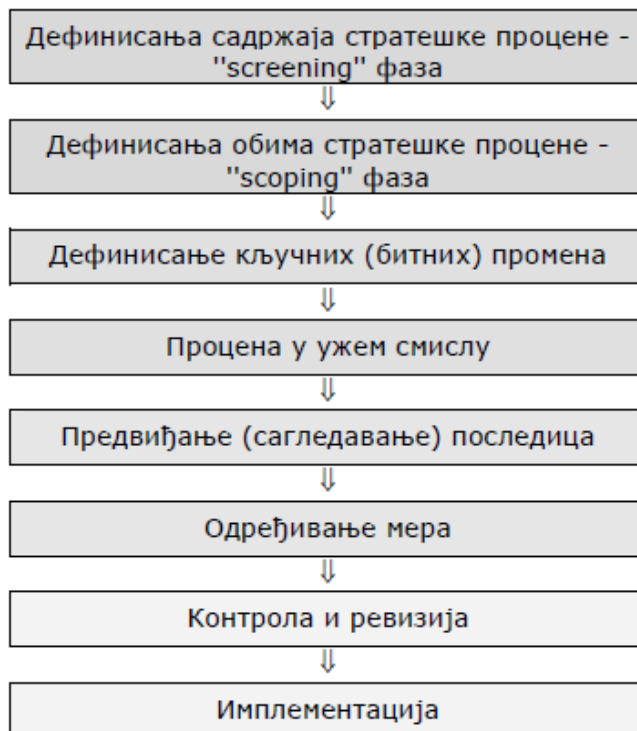 Дефинисања садржаја стратешке процене -
"screening" фаза
⇓
Дефинисања обима стратешке процене -
"scoping" фаза
⇓
Дефинисање кључних (битних) промена
⇓
Процена у ужем смислу
⇓
Предвиђање (сагледавање) последица
⇓
Одређивање мера
⇓
Контрола и ревизија
⇓
Имплементација